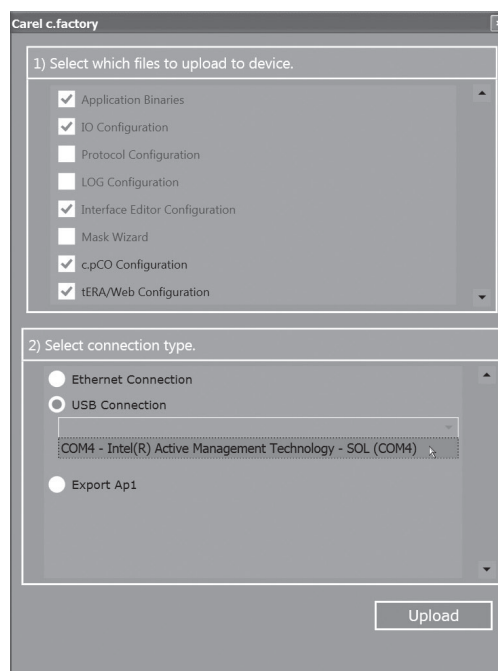 Carel c.factory
1) Select which files to upload to device.
Application Binaries
IO Configuration
Protocol Configuration
LOG Configuration
Interface Editor Configuration
Mask Wizard
c.pCO Configuration
tERA/Web Configuration
2) Select connection type.
Ethernet Connection
USB Connection
COM4 - Intel(R) Active Management Technology - SOL (COM4)
Export Ap1
Upload